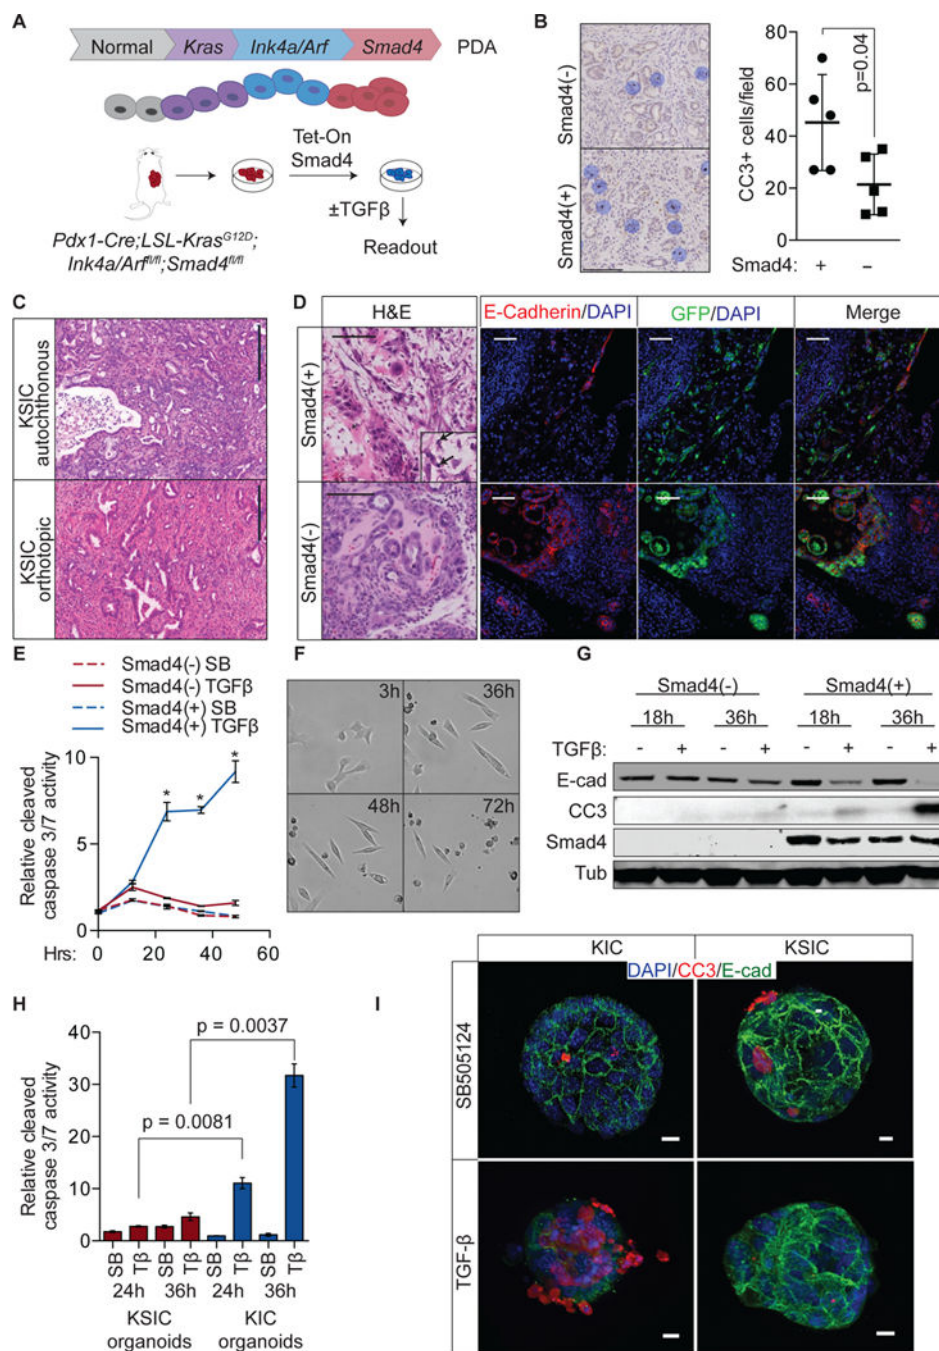 A
Normal
Kras
Ink4a/Arf
Smad4
PDA
Tet-On
Smad4
±TGFβ
Readout
Pdx1-Cre;LSL-Kras^G12D;
Ink4a/Arf^fl/fl;Smad4^fl/fl
B
Smad4(-)
Smad4(+)
CC3+ cells/field
80
60
40
20
0
p=0.04
Smad4: + −
C
KSIC
autochthonous
KSIC
orthotopic
D
H&E
E-Cadherin/DAPI
GFP/DAPI
Merge
Smad4(+)
Smad4(-)
E
Smad4(-) SB
Smad4(-) TGFβ
Smad4(+) SB
Smad4(+) TGFβ
Relative cleaved
caspase 3/7 activity
10
5
0
* * *
Hrs: 0 20 40 60
F
3h
36h
48h
72h
G
Smad4(-) Smad4(+)
18h 36h 18h 36h
TGFβ: - + - + - + - +
E-cad
CC3
Smad4
Tub
H
Relative cleaved
caspase 3/7 activity
40
30
20
10
0
p = 0.0037
p = 0.0081
SB Tβ SB Tβ SB Tβ SB Tβ
24h 36h 24h 36h
KSIC KIC
organoids organoids
I
KIC KSIC
DAPI/CC3/E-cad
SB505124
TGF-β